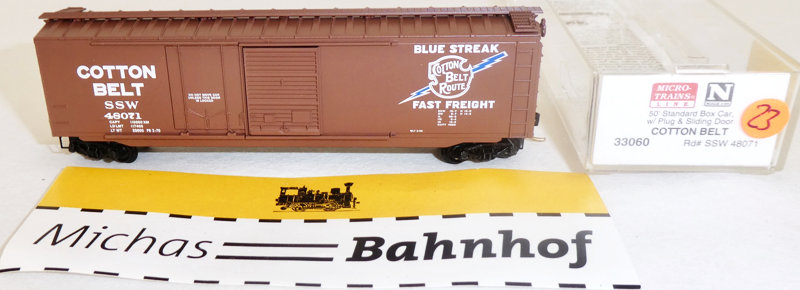 COTTON
BELT
SSW
48071
BLUE STREAK
COTTON
BELT
ROUTE
FAST FREIGHT
MICRO-
TRAINS
LINE
N
50' Standard Box Car,
w/ Plug & Sliding Door
COTTON BELT
33060 Rd# SSW 48071
23
Michas Bahnhof